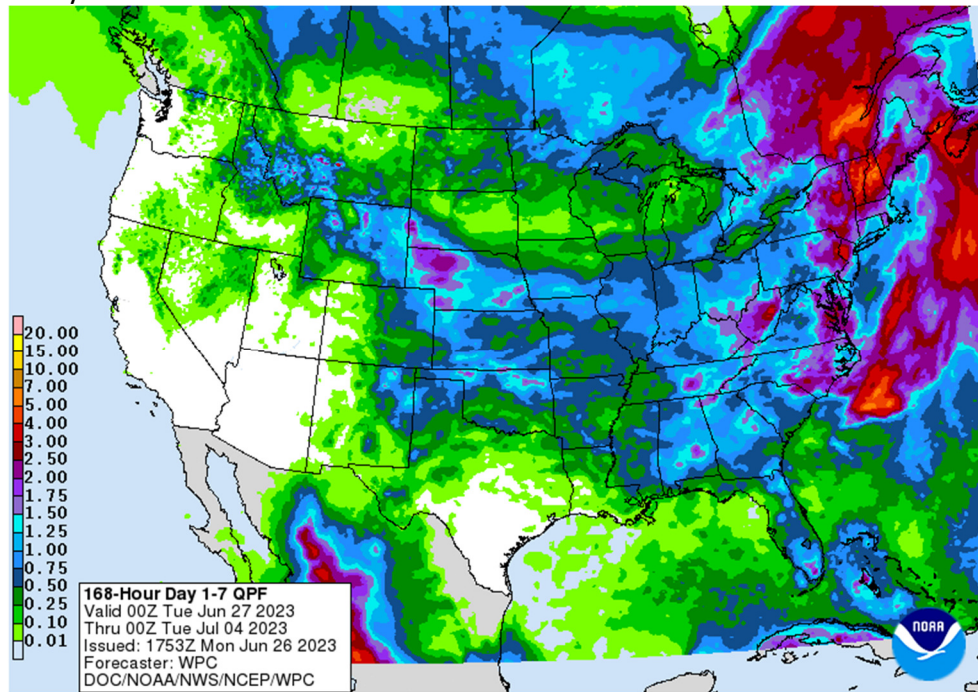 20.00
15.00
10.00
7.00
5.00
4.00
3.00
2.50
2.00
1.75
1.50
1.25
1.00
0.75
0.50
0.25
0.10
0.01
168-Hour Day 1-7 QPF
Valid 00Z Tue Jun 27 2023
Thru 00Z Tue Jul 04 2023
Issued: 1753Z Mon Jun 26 2023
Forecaster: WPC
DOC/NOAA/NWS/NCEP/WPC
NOAA